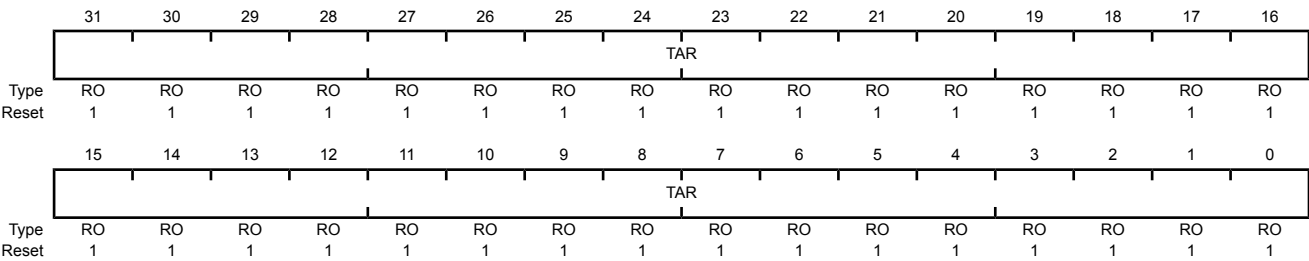 31 30 29 28 27 26 25 24 23 22 21 20 19 18 17 16
TAR
Type RO RO RO RO RO RO RO RO RO RO RO RO RO RO RO RO
Reset 1 1 1 1 1 1 1 1 1 1 1 1 1 1 1 1
15 14 13 12 11 10 9 8 7 6 5 4 3 2 1 0
TAR
Type RO RO RO RO RO RO RO RO RO RO RO RO RO RO RO RO
Reset 1 1 1 1 1 1 1 1 1 1 1 1 1 1 1 1